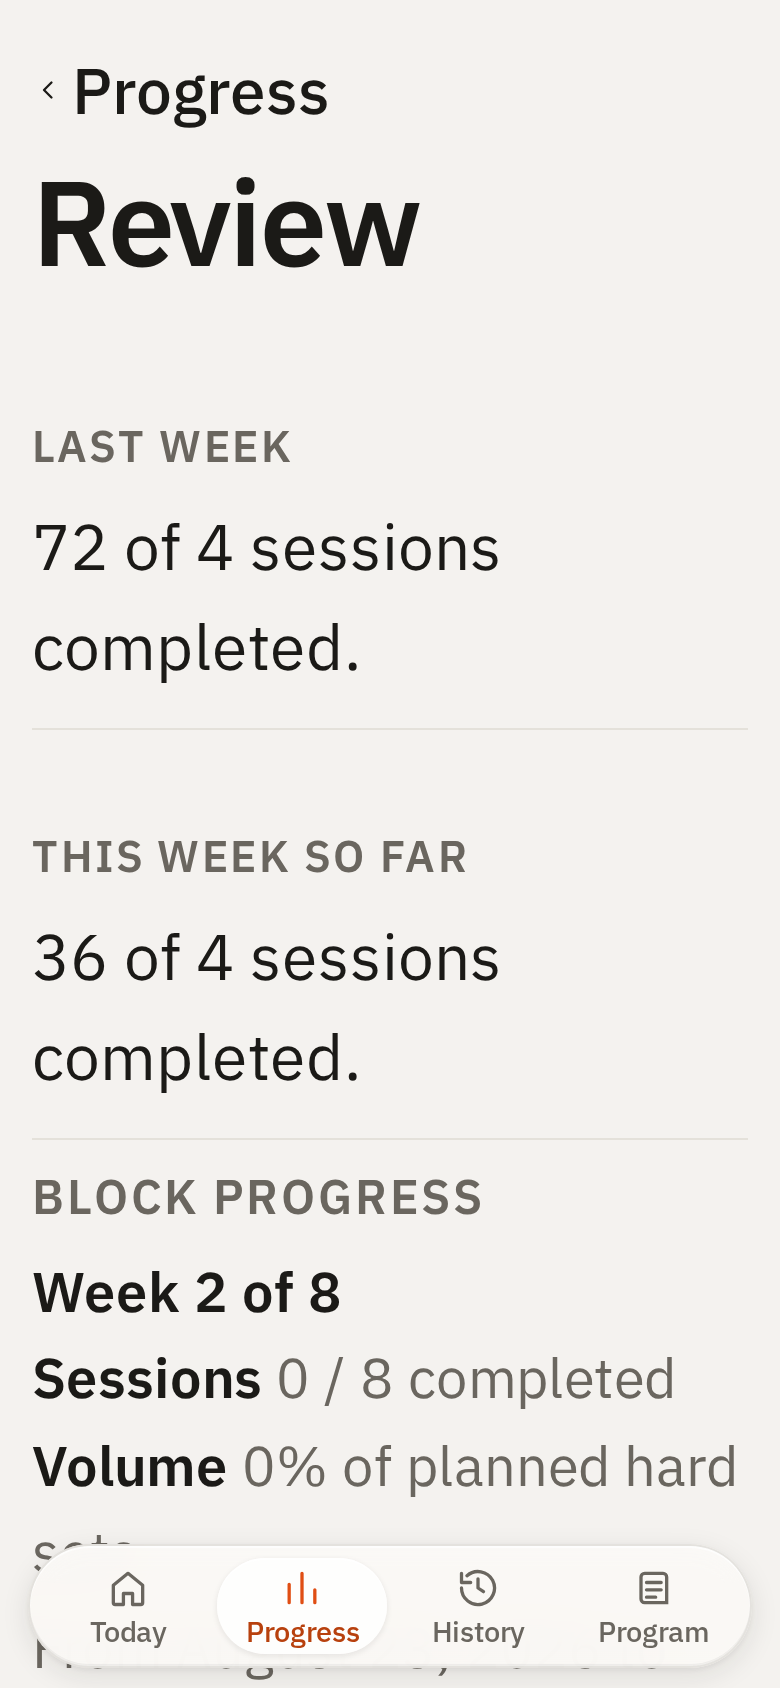 Progress
Review
LAST WEEK
72 of 4 sessions
completed.
THIS WEEK SO FAR
36 of 4 sessions
completed.
BLOCK PROGRESS
Week 2 of 8
Sessions 0 / 8 completed
Volume 0% of planned hard
sets
Today Progress History Program